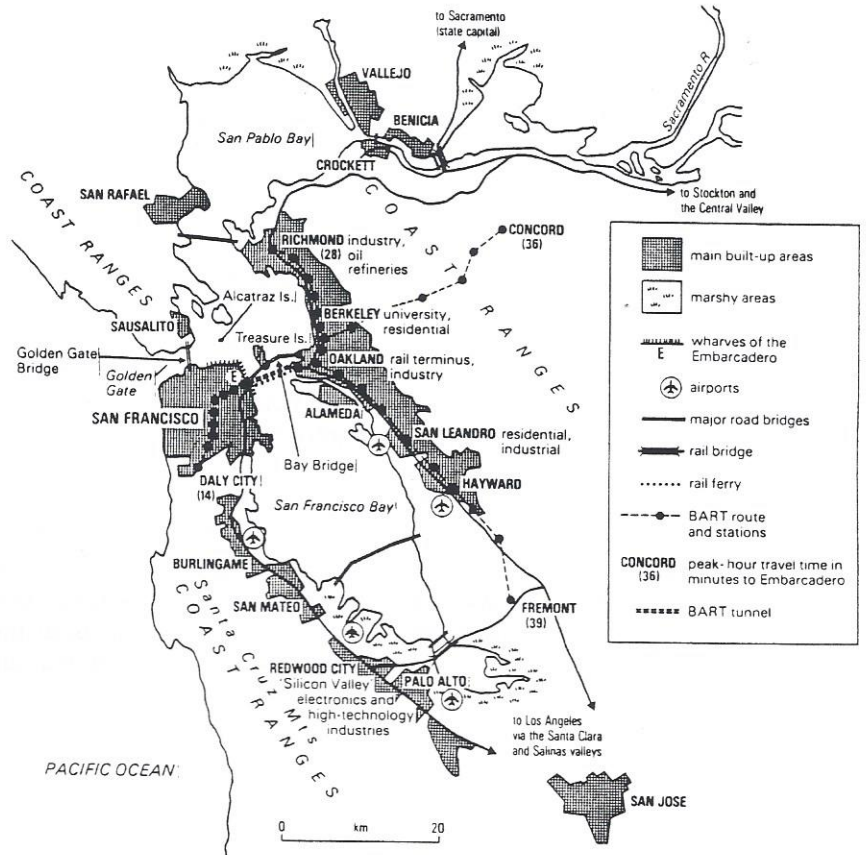 to Sacramento
(state capital)
VALLEJO
BENICIA
Sacramento R
San Pablo Bay
CROCKETT
COAST RANGES
SAN RAFAEL
to Stockton and
the Central Valley
COAST RANGES
RICHMOND industry,
(28) oil
refineries
CONCORD
(36)
Alcatraz Is.
BERKELEY university,
residential
SAUSALITO
Treasure Is.
Golden Gate
Bridge
Golden
Gate
OAKLAND rail terminus,
industry
E
SAN FRANCISCO
ALAMEDA
SAN LEANDRO residential,
industrial
Bay Bridge
HAYWARD
DALY CITY
(14)
San Francisco Bay
BURLINGAME
SAN MATEO
Santa Cruz Mts
COAST RANGES
FREMONT
(39)
REDWOOD CITY
PALO ALTO
'Silicon Valley'
electronics and
high-technology
industries
to Los Angeles
via the Santa Clara
and Salinas valleys
PACIFIC OCEAN
SAN JOSE
0 km 20
main built-up areas
marshy areas
wharves of the
E Embarcadero
airports
major road bridges
rail bridge
rail ferry
BART route
and stations
CONCORD peak-hour travel time in
(36) minutes to Embarcadero
BART tunnel